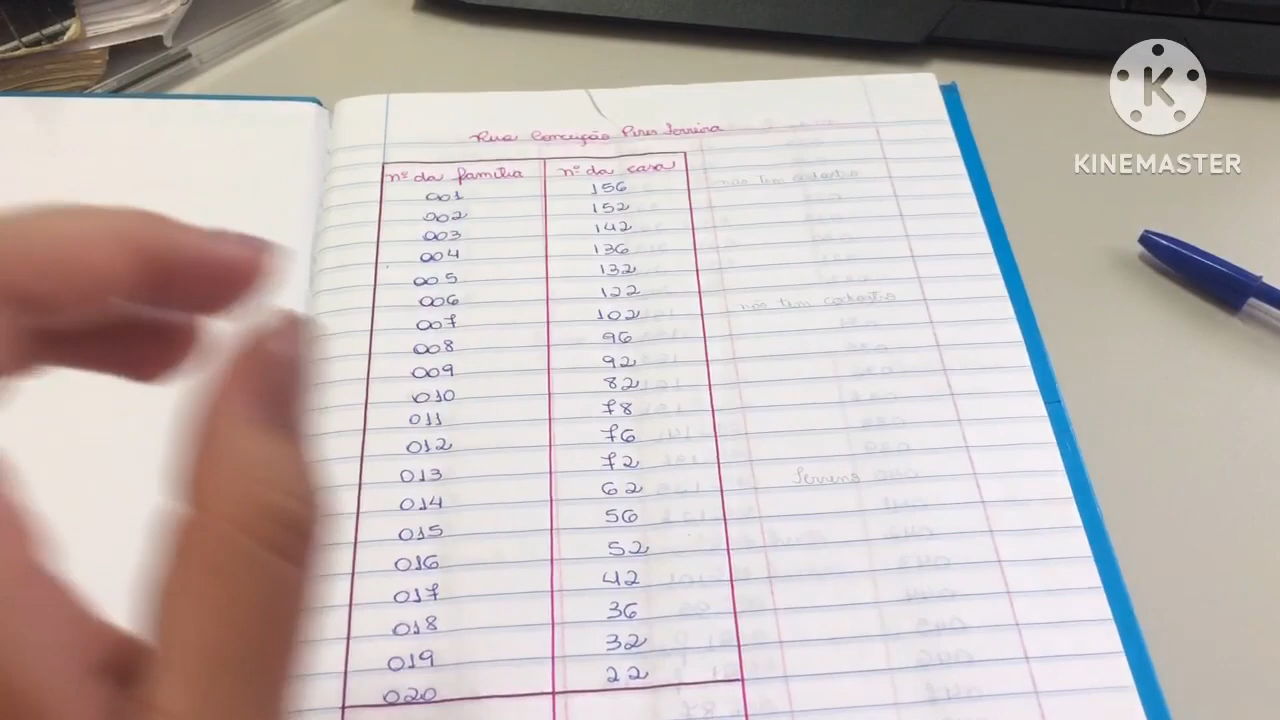 KINEMASTER
Rua Conceição Pires Ferreira
nº da família nº da casa
001 156 não tem cadastro
002 152
003 142
004 136
005 132
006 122 não tem cadastro
007 102
008 96
009 92
010 82
011 78
012 76
013 72
014 62 Terreno
015 56
016 52
017 42
018 36
019 32
020 22